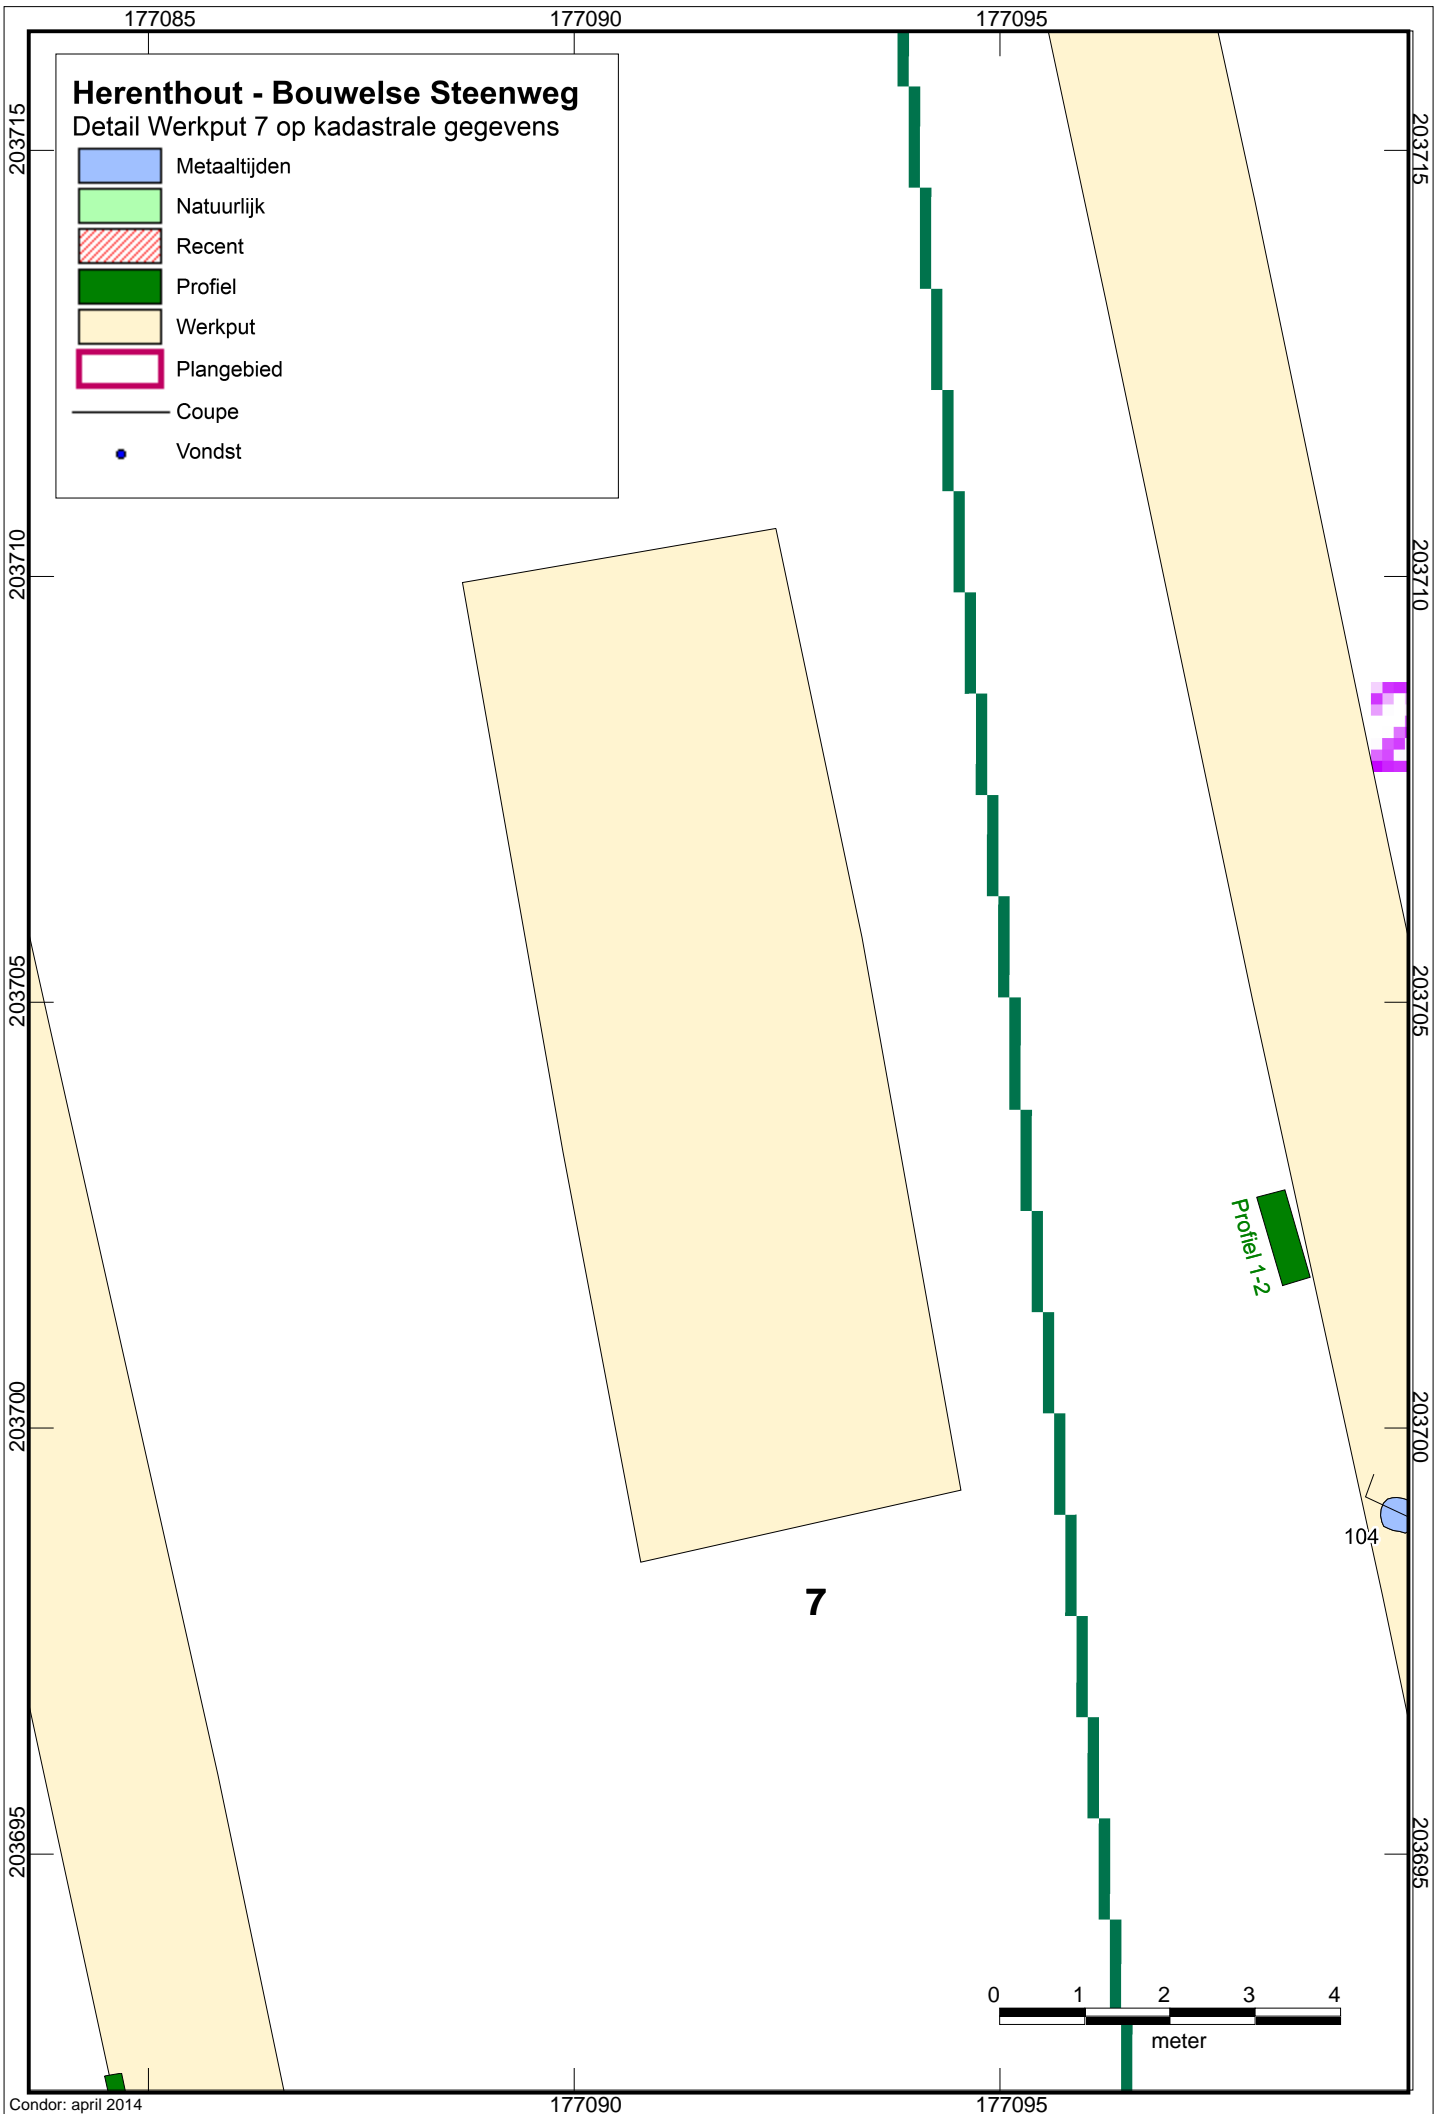 177085
177090
177095
Herenthout - Bouwelse Steenweg
Detail Werkput 7 op kadastrale gegevens
Metaaltijden
Natuurlijk
Recent
Profiel
Werkput
Plangebied
Coupe
Vondst
203715
203715
203710
203710
203705
203705
203700
203700
203695
203695
2
Profiel 1-2
104
7
0 1 2 3 4
meter
177090
177095
Condor: april 2014